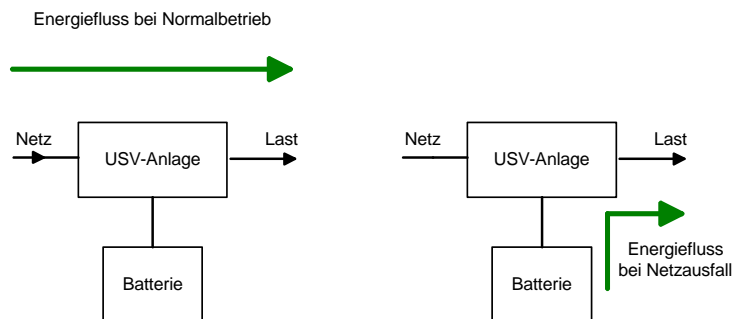 Energiefluss bei Normalbetrieb
Netz
USV-Anlage
Last
Batterie
Netz
USV-Anlage
Last
Energiefluss
bei Netzausfall
Batterie